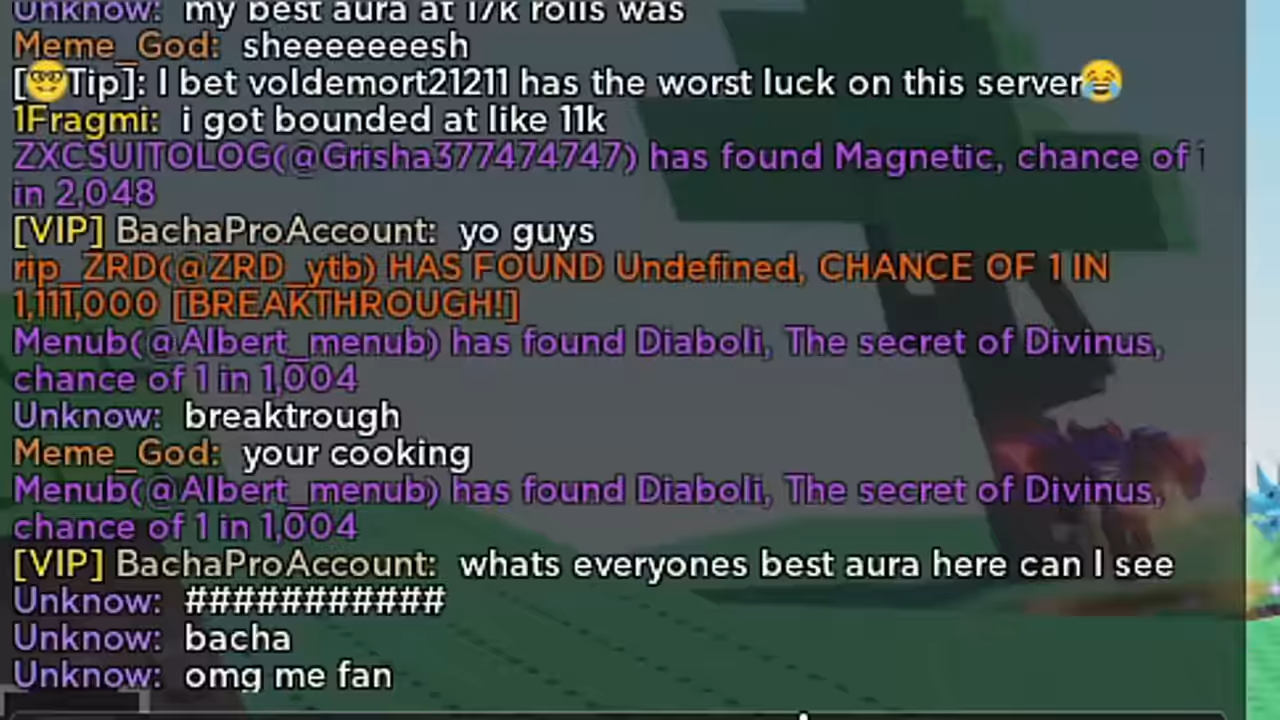 Unknow: my best aura at 17k rolls was
Meme_God: sheeeeeeesh
[🤓Tip]: I bet voldemort21211 has the worst luck on this server😂
1Fragmi: i got bounded at like 11k
ZXCSUITOLOG(@Grisha377474747) has found Magnetic, chance of 1
in 2,048
[VIP] BachaProAccount: yo guys
rip_ZRD(@ZRD_ytb) HAS FOUND Undefined, CHANCE OF 1 IN
1,111,000 [BREAKTHROUGH!]
Menub(@Albert_menub) has found Diaboli, The secret of Divinus,
chance of 1 in 1,004
Unknow: breaktrough
Meme_God: your cooking
Menub(@Albert_menub) has found Diaboli, The secret of Divinus,
chance of 1 in 1,004
[VIP] BachaProAccount: whats everyones best aura here can I see
Unknow: ###########
Unknow: bacha
Unknow: omg me fan